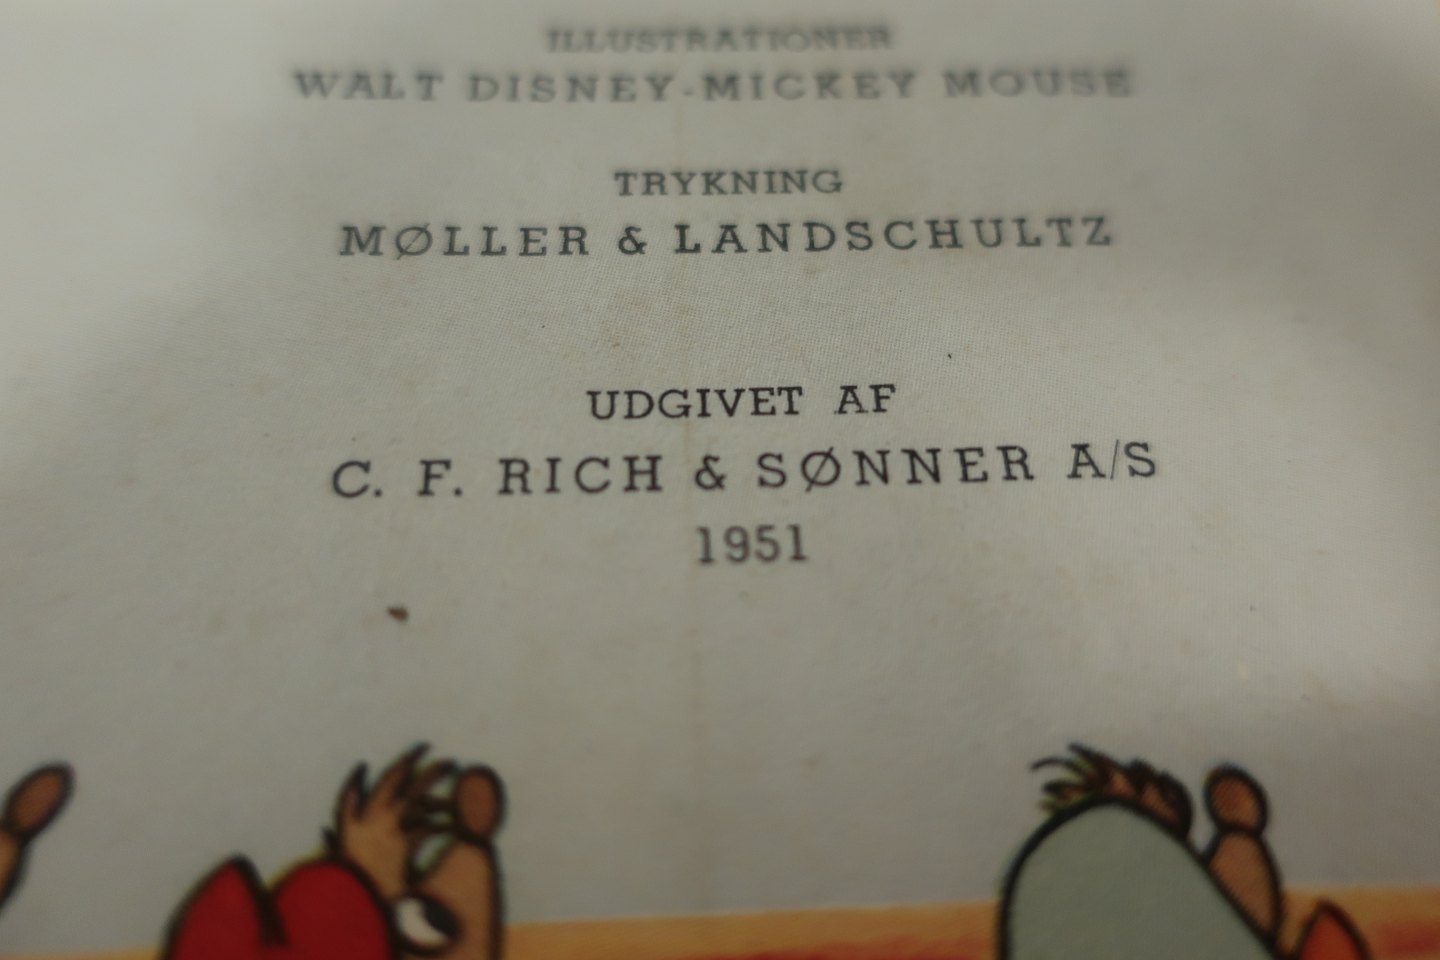 ILLUSTRATIONER
WALT DISNEY-MICKEY MOUSE
TRYKNING
MØLLER & LANDSCHULTZ
UDGIVET AF
C. F. RICH & SØNNER A/S
1951